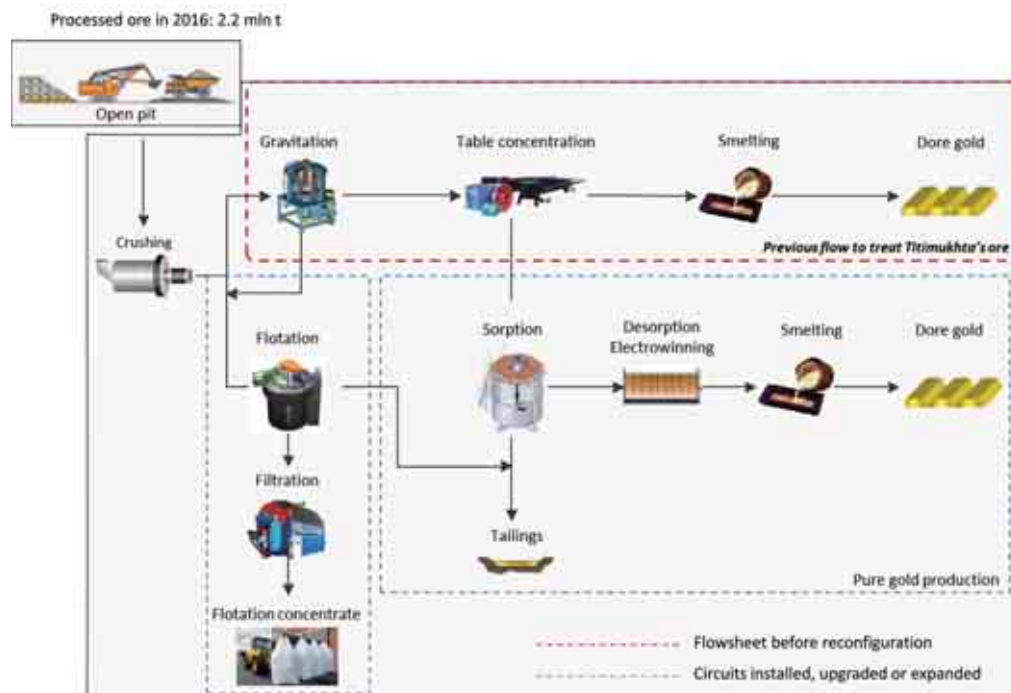 Processed ore in 2016: 2.2 mln t
Open pit
Gravitation
Table concentration
Smelting
Dore gold
Previous flow to treat Titimukhta's ore
Crushing
Flotation
Sorption
Desorption
Electrowinning
Smelting
Dore gold
Filtration
Tailings
Flotation concentrate
Pure gold production
Flowsheet before reconfiguration
Circuits installed, upgraded or expanded